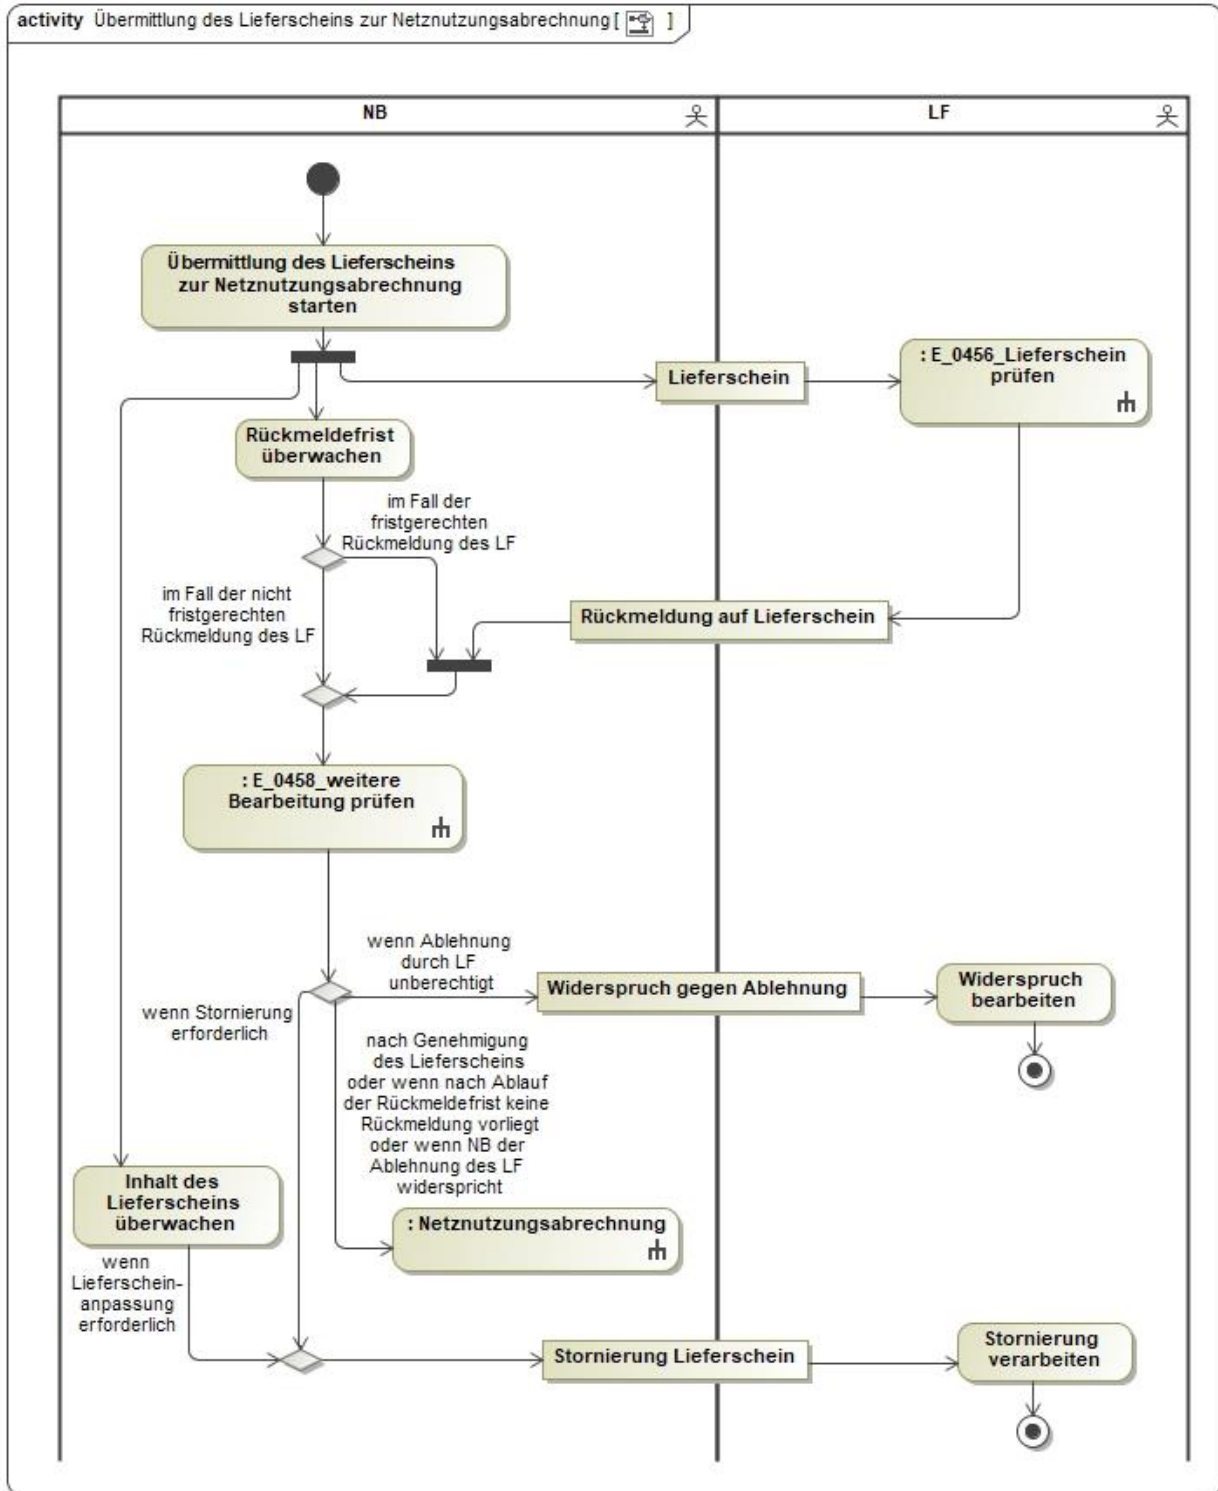 activity Übermittlung des Lieferscheins zur Netznutzungsabrechnung [ ]
NB
LF
Übermittlung des Lieferscheins
zur Netznutzungsabrechnung
starten
Lieferschein
: E_0456_Lieferschein
prüfen
Rückmeldefrist
überwachen
im Fall der
fristgerechten
Rückmeldung des LF
im Fall der nicht
fristgerechten
Rückmeldung des LF
Rückmeldung auf Lieferschein
: E_0458_weitere
Bearbeitung prüfen
wenn Ablehnung
durch LF
unberechtigt
Widerspruch gegen Ablehnung
Widerspruch
bearbeiten
wenn Stornierung
erforderlich
nach Genehmigung
des Lieferscheins
oder wenn nach Ablauf
der Rückmeldefrist keine
Rückmeldung vorliegt
oder wenn NB der
Ablehnung des LF
widerspricht
Inhalt des
Lieferscheins
überwachen
: Netznutzungsabrechnung
wenn
Lieferschein-
anpassung
erforderlich
Stornierung Lieferschein
Stornierung
verarbeiten